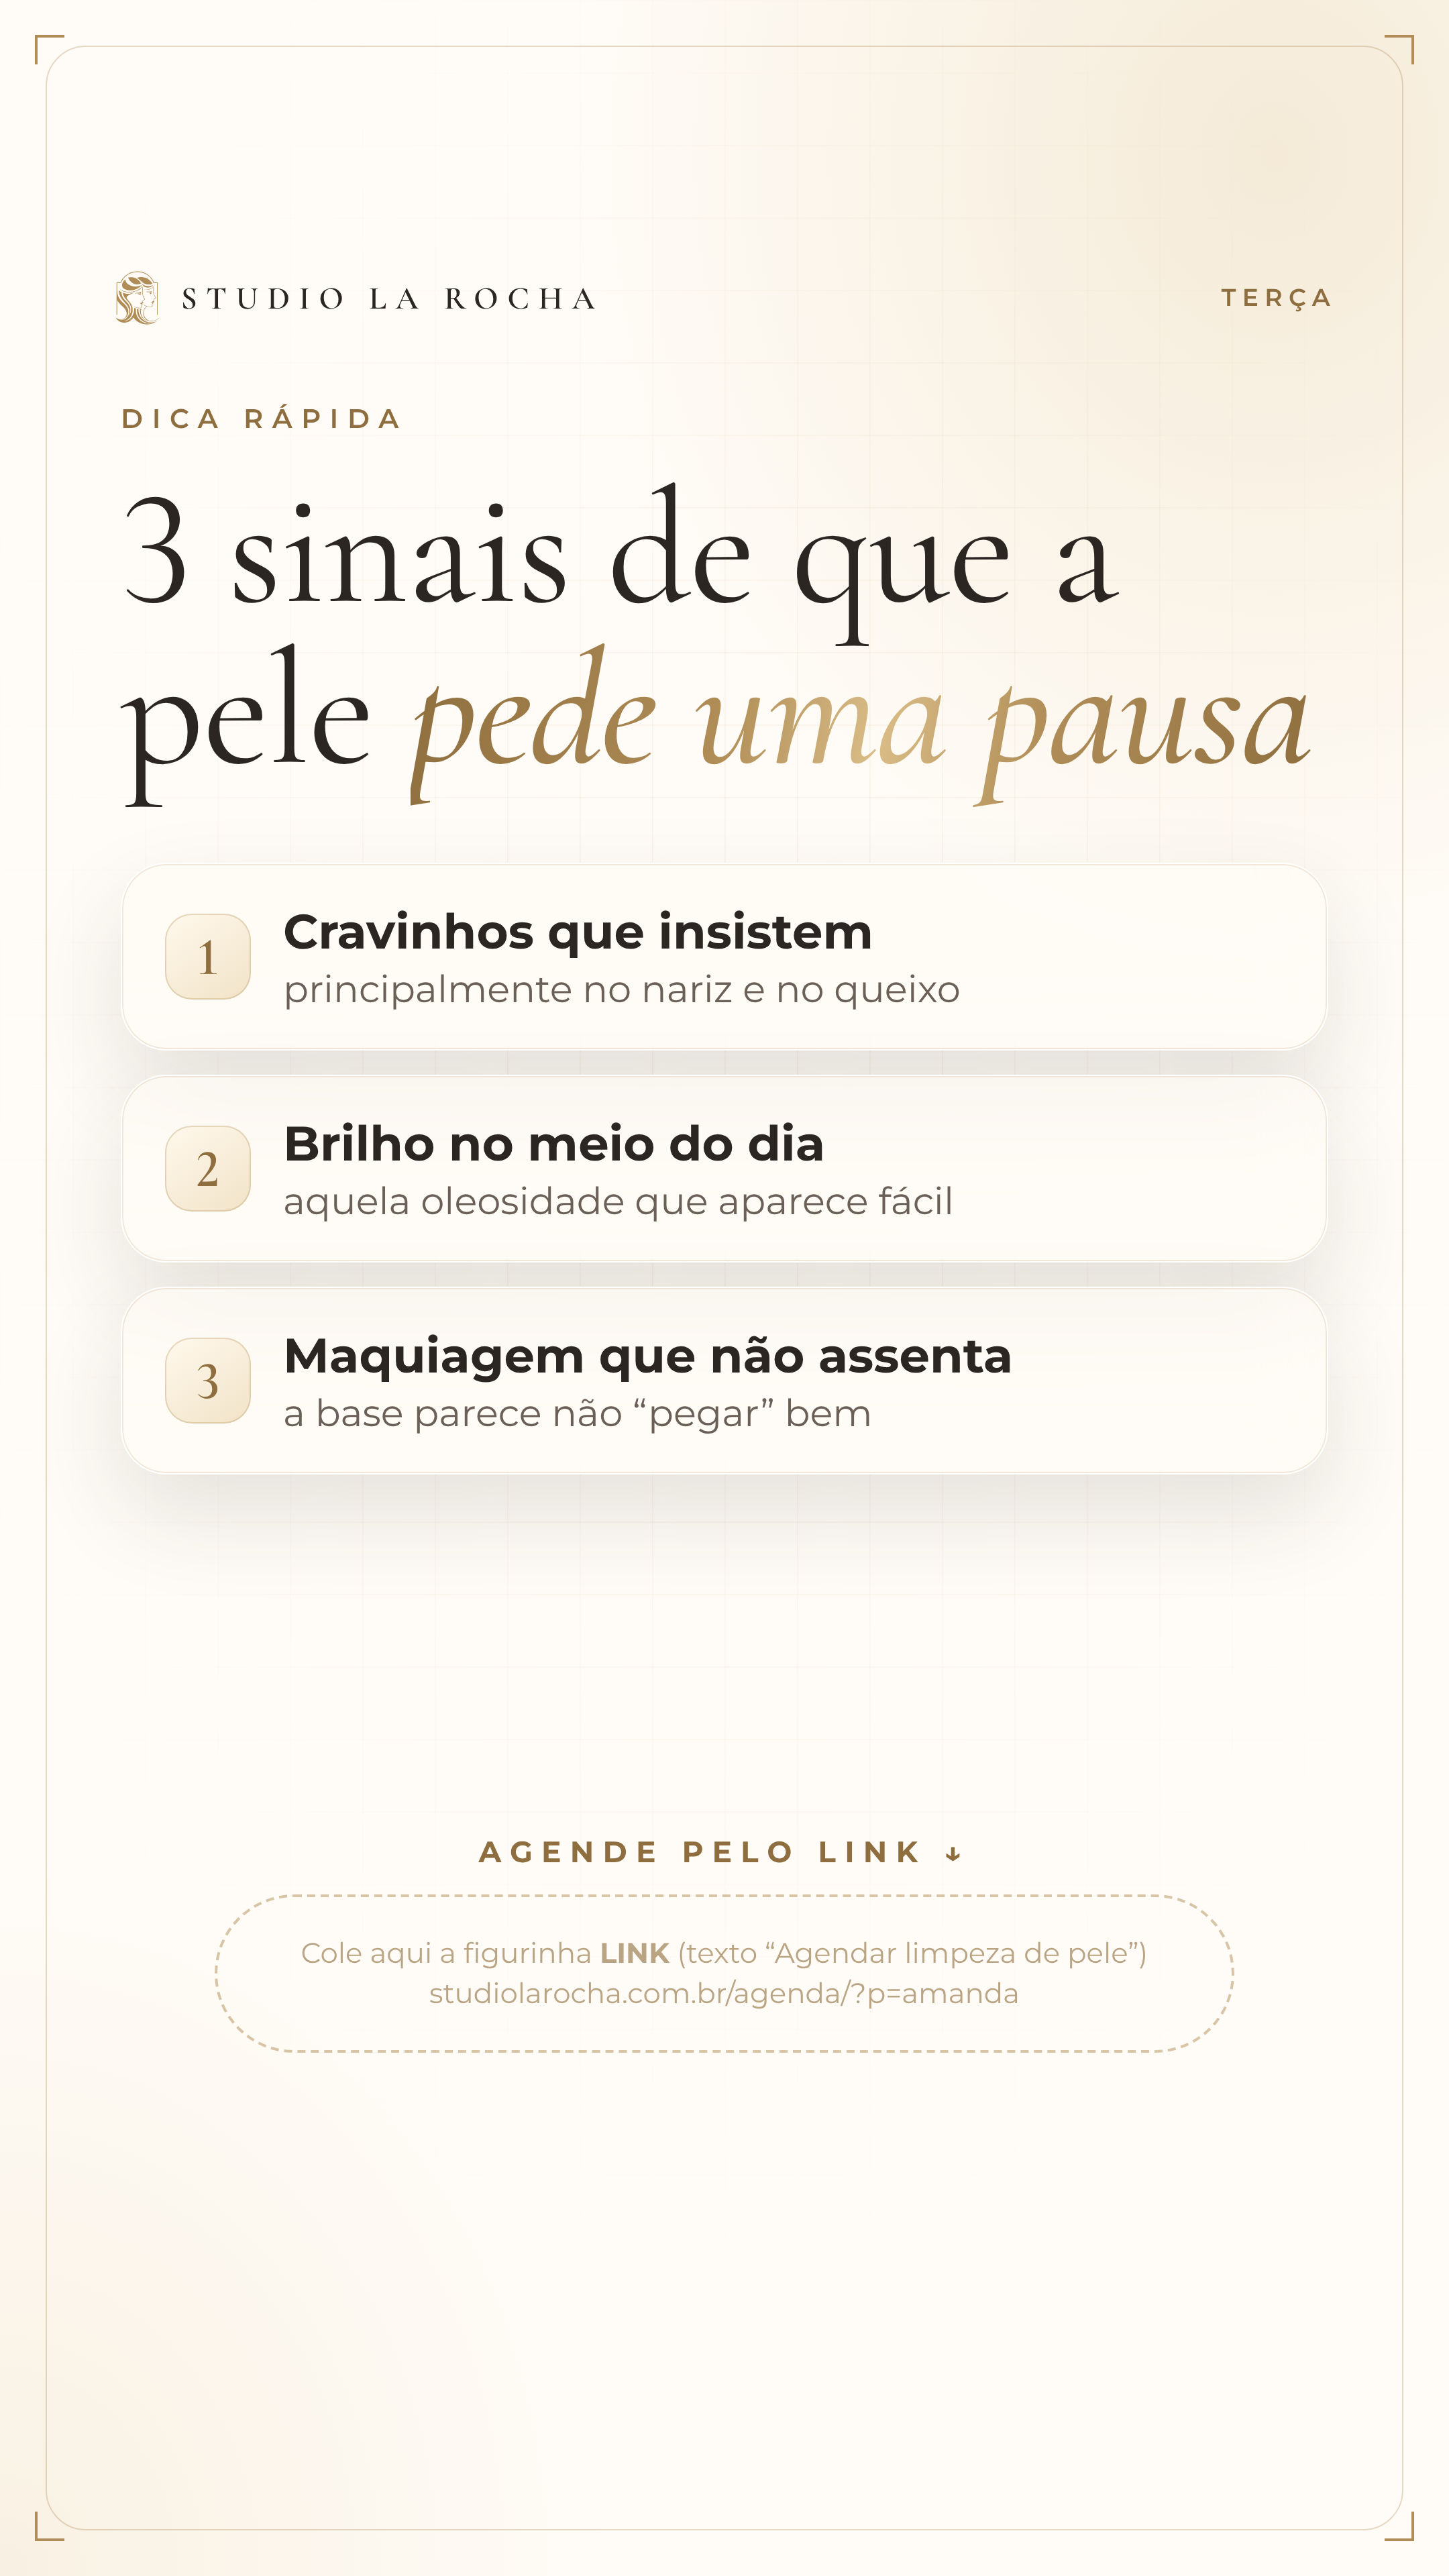 STUDIO LA ROCHA
TERÇA
DICA RÁPIDA
3 sinais de que a
pele pede uma pausa
1
Cravinhos que insistem
principalmente no nariz e no queixo
2
Brilho no meio do dia
aquela oleosidade que aparece fácil
3
Maquiagem que não assenta
a base parece não “pegar” bem
AGENDE PELO LINK ↓
Cole aqui a figurinha LINK (texto “Agendar limpeza de pele”)
studiolarocha.com.br/agenda/?p=amanda